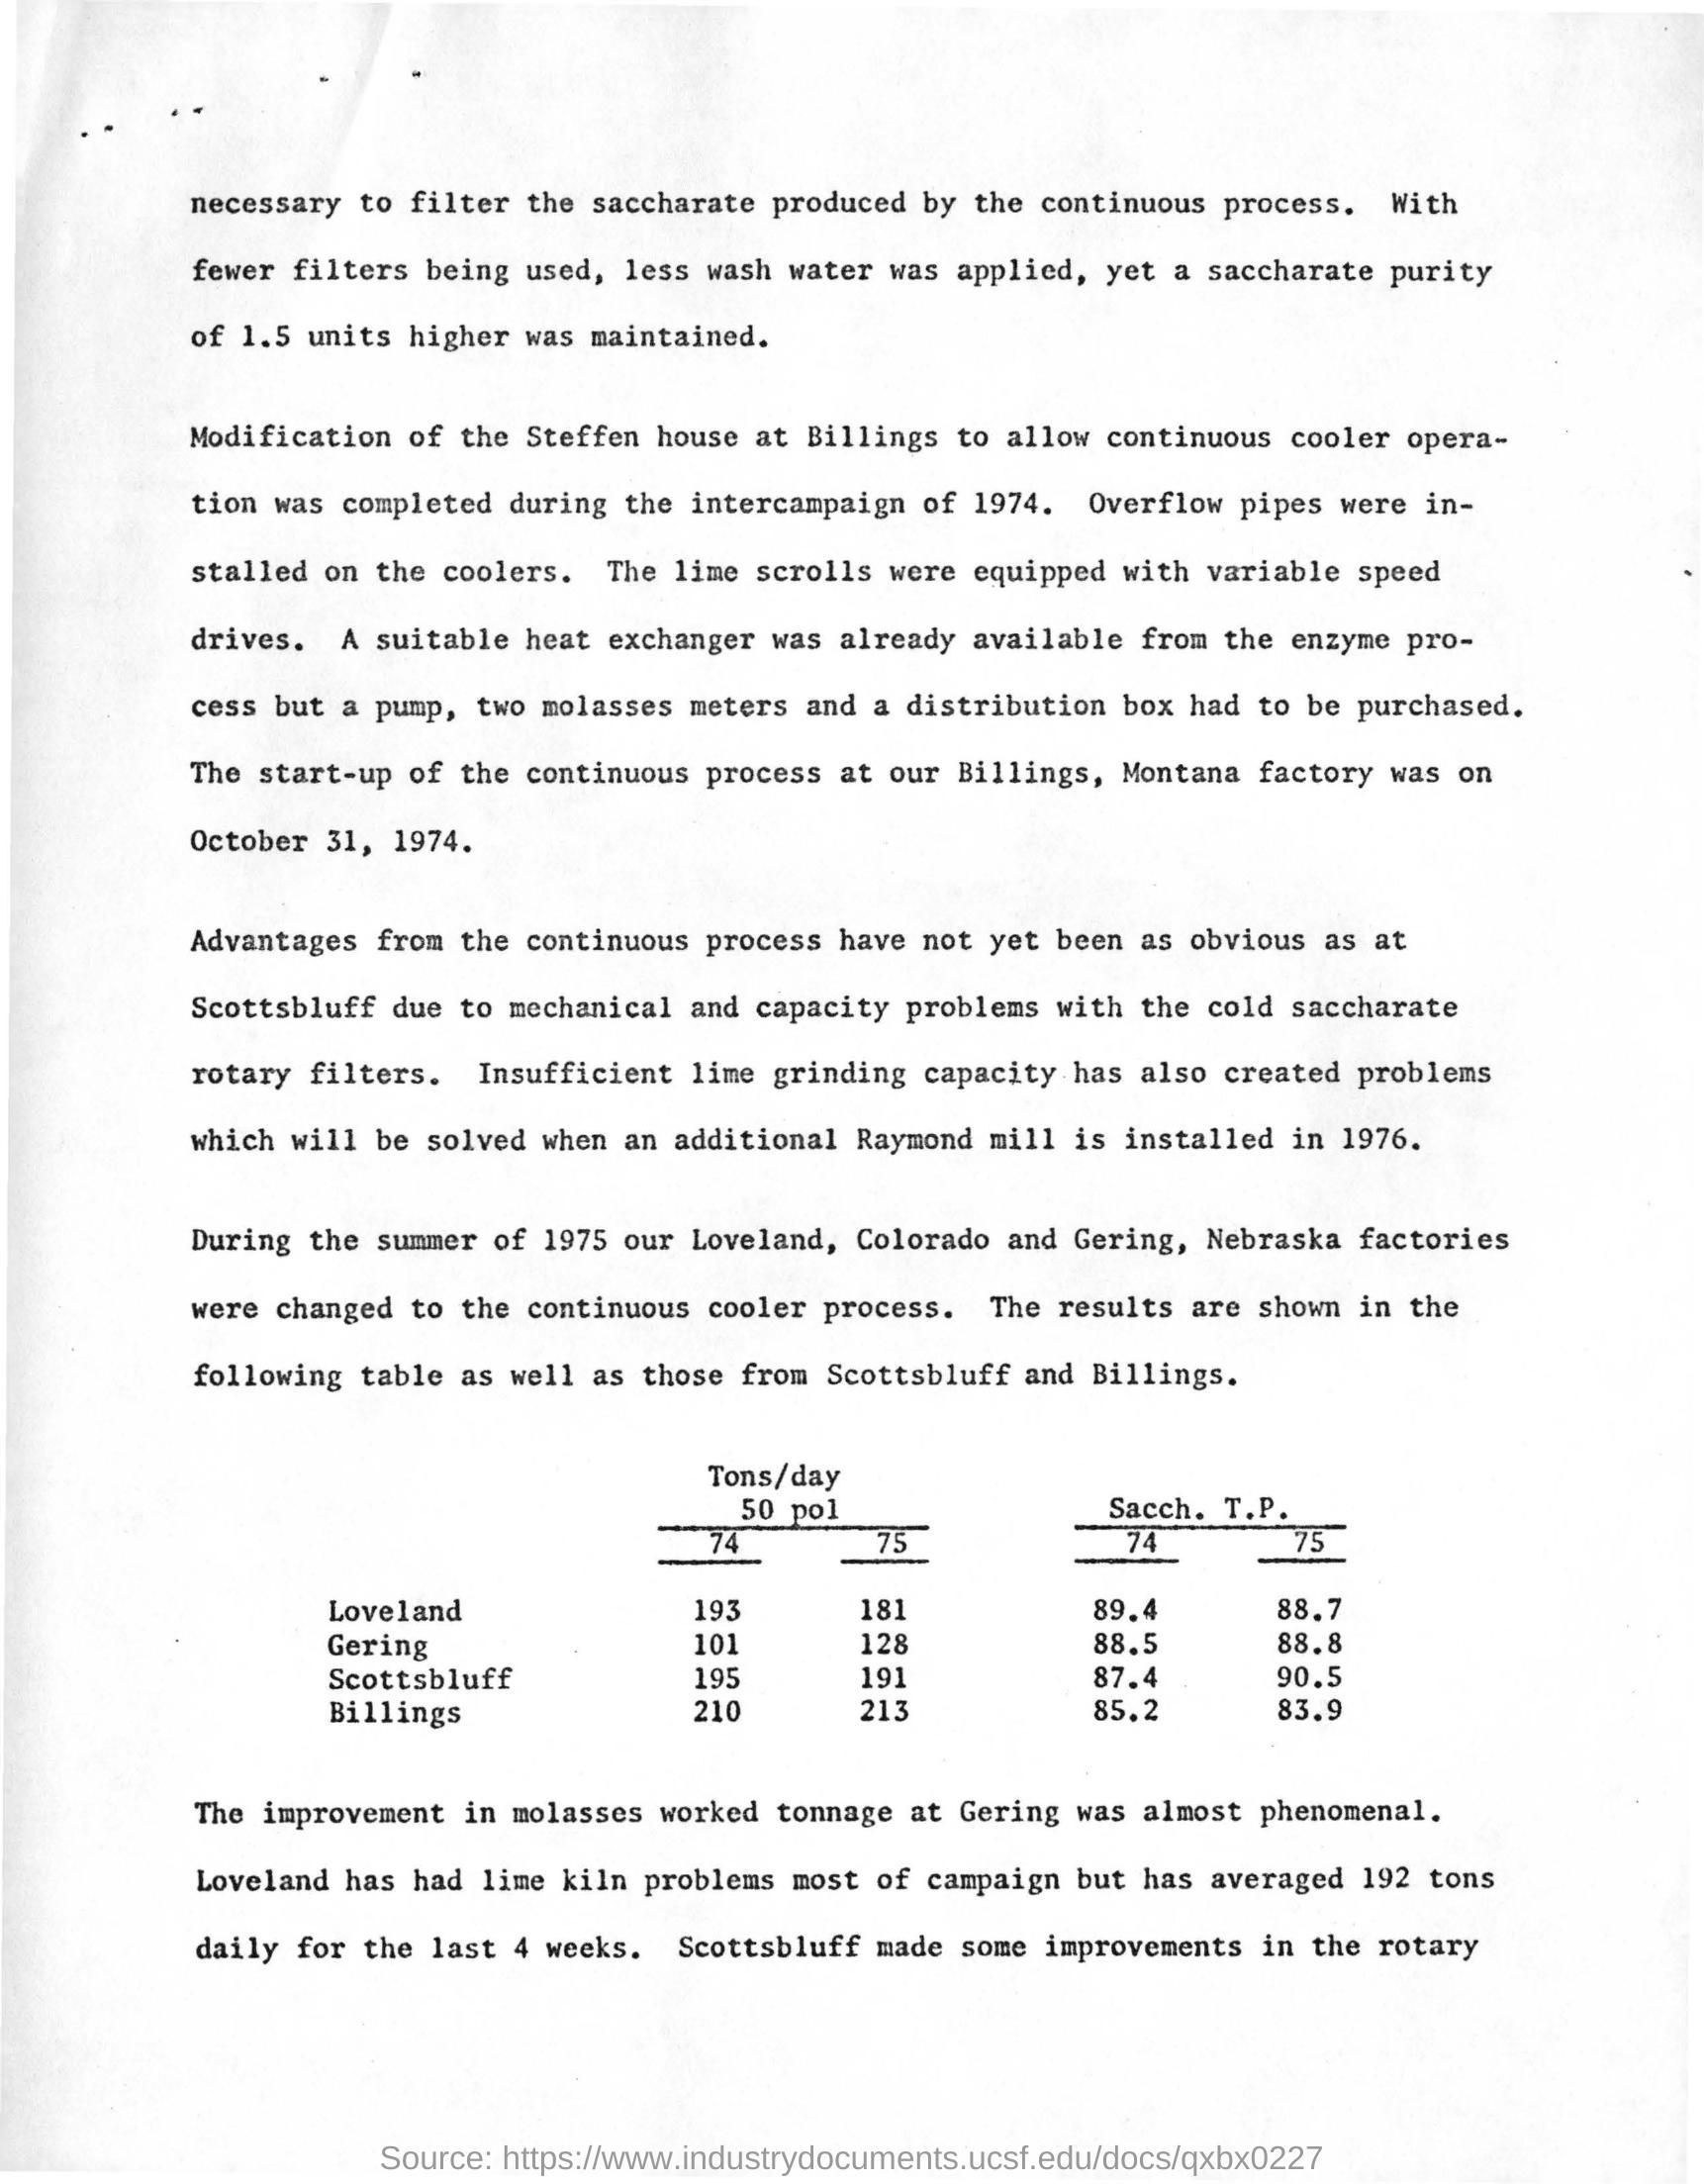 necessary to filter the saccharate produced by the continuous process. With
fewer filters being used, less wash water was applied, yet a saccharate purity
of 1.5 units higher was maintained.
Modification of the Steffen house at Billings to allow continuous cooler opera-
tion was completed during the intercampaign of 1974. Overflow pipes were in-
stalled on the coolers. The lime scrolls were equipped with variable speed
drives. A suitable heat exchanger was already available from the enzyme pro-
cess but a pump, two molasses meters and a distribution box had to be purchased.
The start-up of the continuous process at our Billings, Montana factory was on
October 31, 1974.
Advantages from the continuous process have not yet been as obvious as at
Scottsbluff due to mechanical and capacity problems with the cold saccharate
rotary filters. Insufficient lime grinding capacity has also created problems
which will be solved when an additional Raymond mill is installed in 1976.
During the summer of 1975 our Loveland, Colorado and Gering, Nebraska factories
were changed to the continuous cooler process. The results are shown in the
following table as well as those from Scottsbluff and Billings.
Tons/day
50 pol Sacch. T.P.
74 75 74 75
Loveland 193 181 89.4 88.7
Gering 101 128 88.5 88.8
Scottsbluff 195 191 87.4 90.5
Billings 210 213 85.2 83.9
The improvement in molasses worked tonnage at Gering was almost phenomenal.
Loveland has had lime kiln problems most of campaign but has averaged 192 tons
daily for the last 4 weeks. Scottsbluff made some improvements in the rotary
Source: https://www.industrydocuments.ucsf.edu/docs/qxbx0227